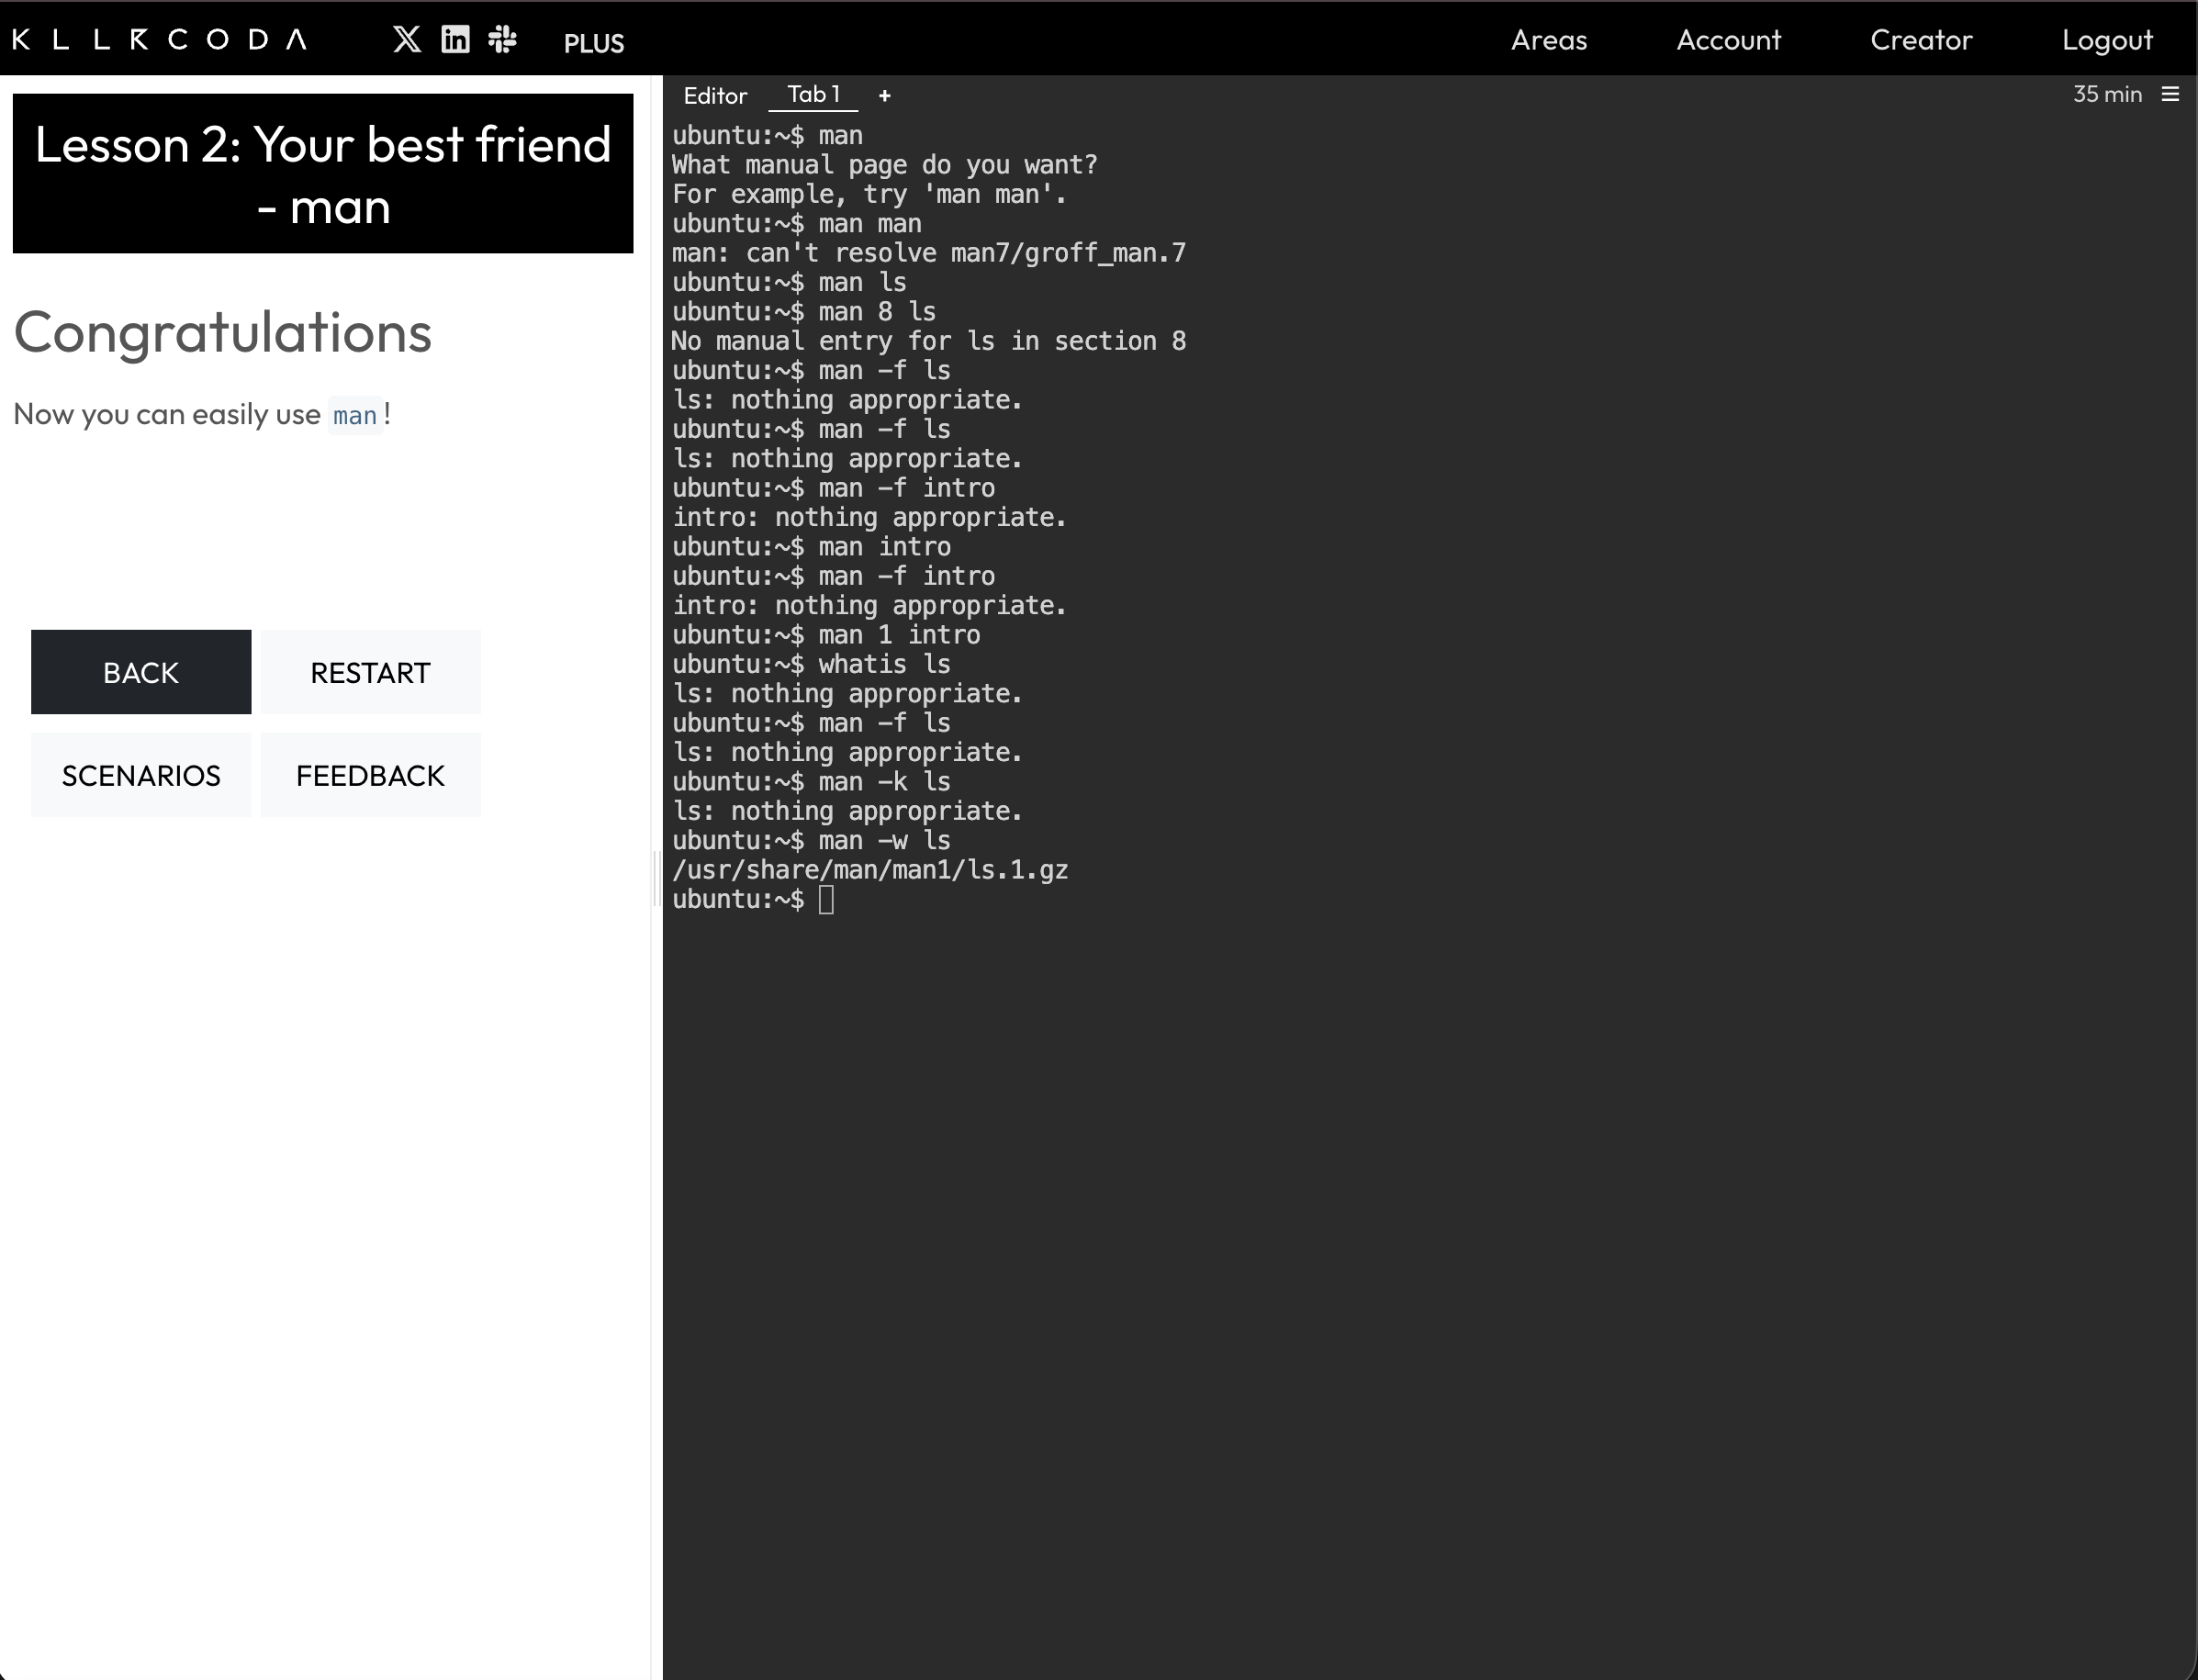 KLLRCODA PLUS Areas Account Creator Logout
Lesson 2: Your best friend
- man
Congratulations
Now you can easily use man!
BACK RESTART
SCENARIOS FEEDBACK
Editor Tab 1 + 35 min
ubuntu:~$ man
What manual page do you want?
For example, try 'man man'.
ubuntu:~$ man man
man: can't resolve man7/groff_man.7
ubuntu:~$ man ls
ubuntu:~$ man 8 ls
No manual entry for ls in section 8
ubuntu:~$ man -f ls
ls: nothing appropriate.
ubuntu:~$ man -f ls
ls: nothing appropriate.
ubuntu:~$ man -f intro
intro: nothing appropriate.
ubuntu:~$ man intro
ubuntu:~$ man -f intro
intro: nothing appropriate.
ubuntu:~$ man 1 intro
ubuntu:~$ whatis ls
ls: nothing appropriate.
ubuntu:~$ man -f ls
ls: nothing appropriate.
ubuntu:~$ man -k ls
ls: nothing appropriate.
ubuntu:~$ man -w ls
/usr/share/man/man1/ls.1.gz
ubuntu:~$